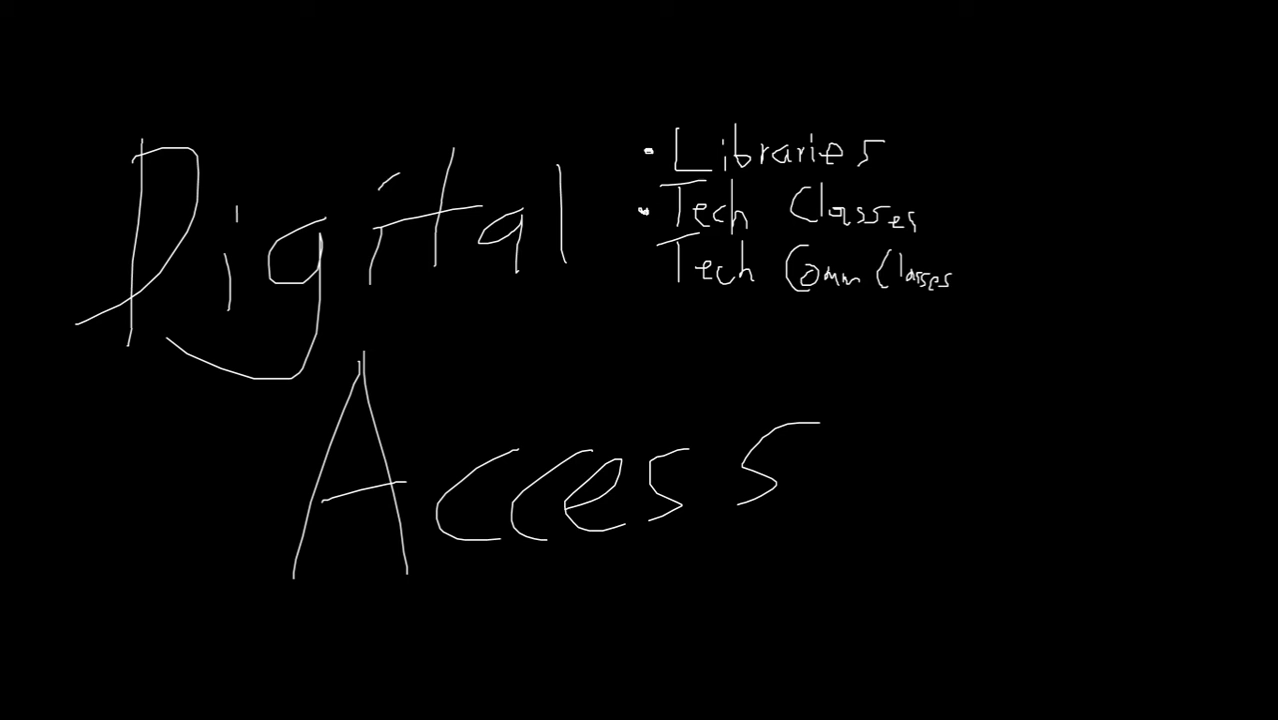 Digital
Access
• Libraries
• Tech Classes
Tech Comm Classes